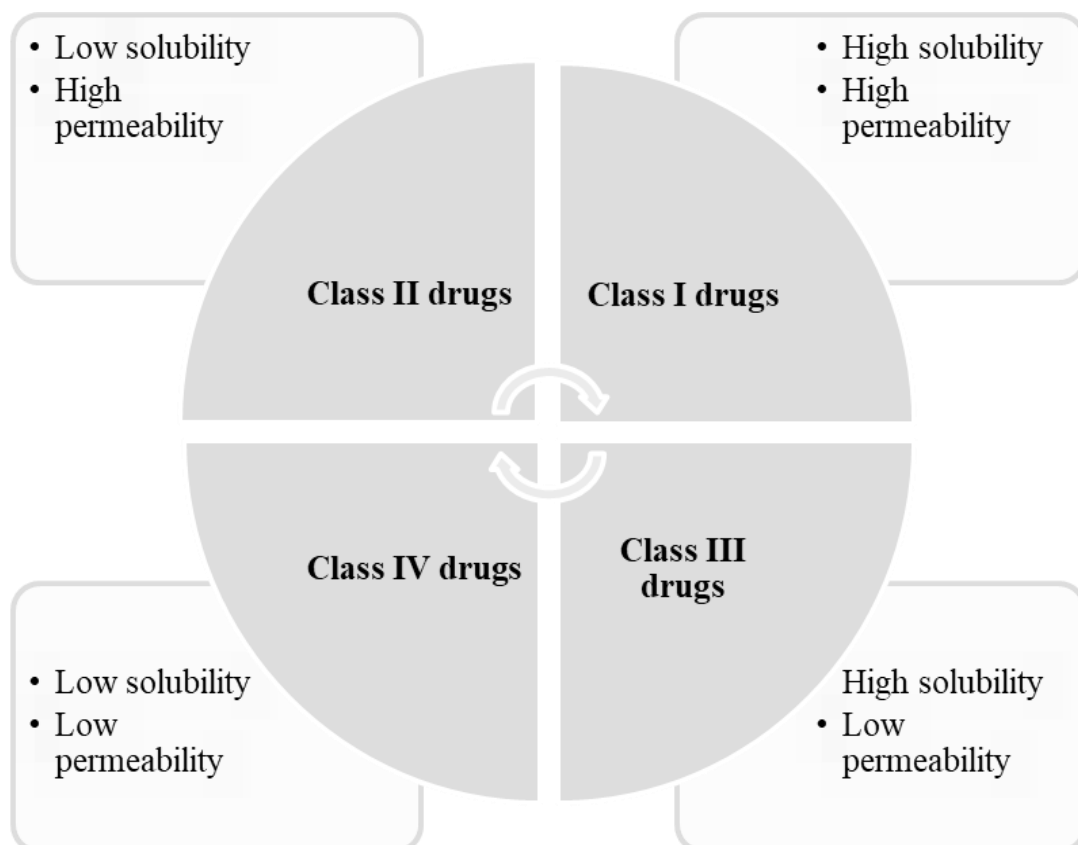 • Low solubility
• High
permeability
• High solubility
• High
permeability
Class II drugs
Class I drugs
Class IV drugs
Class III
drugs
• Low solubility
• Low
permeability
High solubility
• Low
permeability